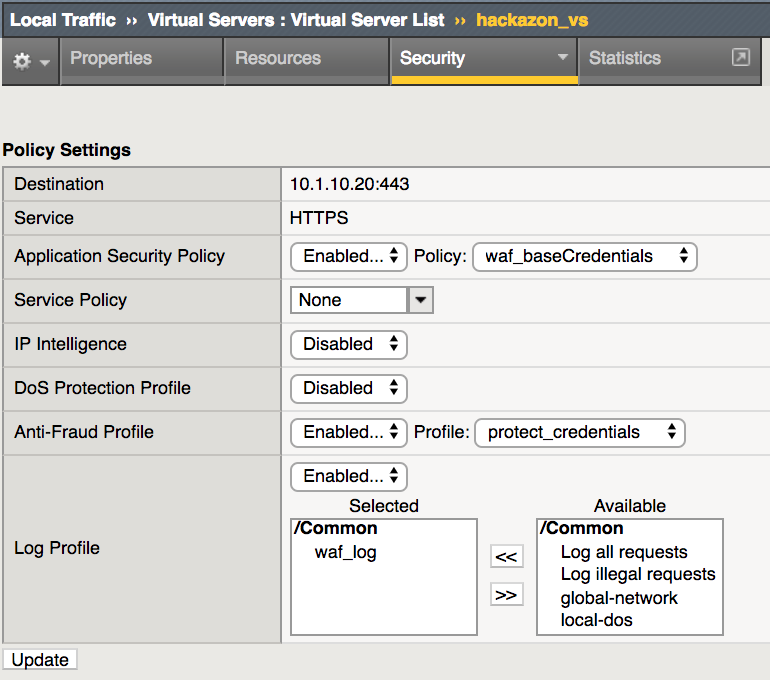 Local Traffic ›› Virtual Servers : Virtual Server List ›› hackazon_vs
Properties Resources Security Statistics
Policy Settings
Destination 10.1.10.20:443
Service HTTPS
Application Security Policy Enabled... Policy: waf_baseCredentials
Service Policy None
IP Intelligence Disabled
DoS Protection Profile Disabled
Anti-Fraud Profile Enabled... Profile: protect_credentials
Enabled...
Selected Available
/Common /Common
waf_log Log all requests
Log Profile << Log illegal requests
>> global-network
local-dos
Update